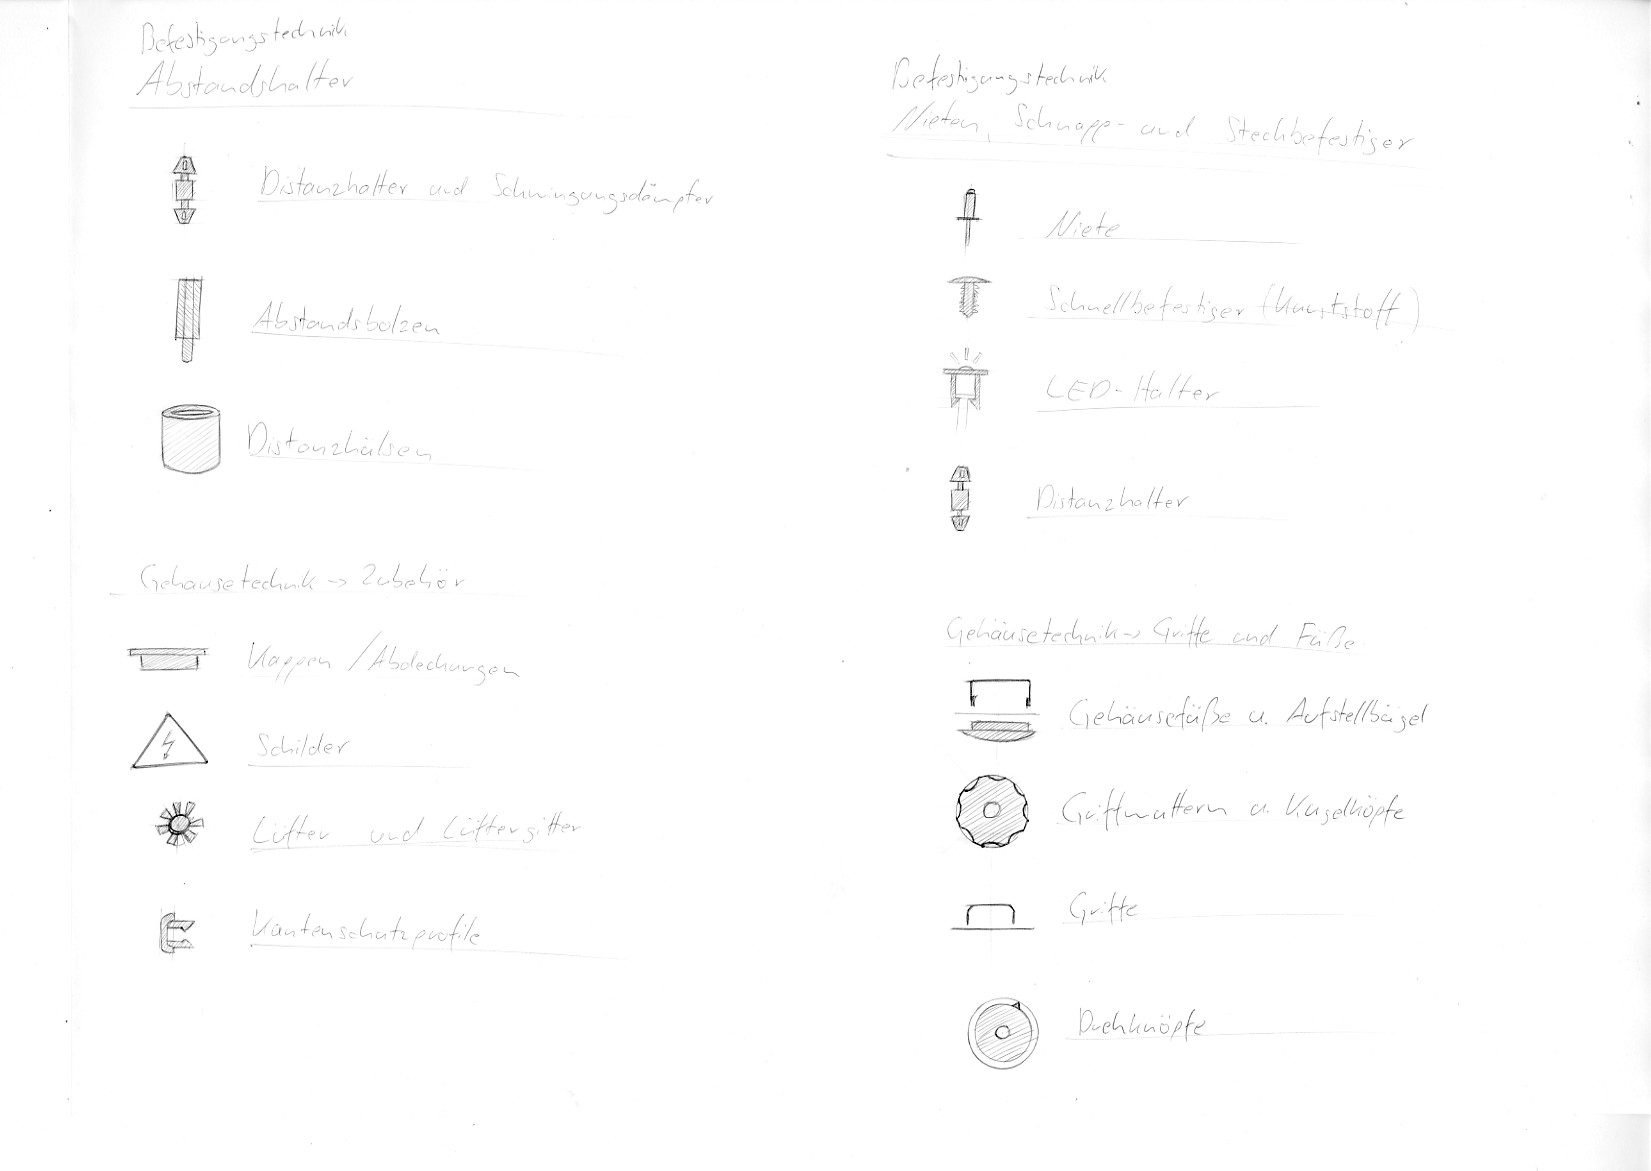 Befestigungstechnik
Abstandshalter
Distanzhalter und Schwingungsdämpfer
Abstandsbolzen
Distanzhülsen
Gehäusetechnik -> Zubehör
Kappen / Abdeckungen
Schilder
Lüfter und Lüftergitter
Kantenschutzprofile
Befestigungstechnik
Nieten, Schnapp- und Steckbefestiger
Niete
Schnellbefestiger (Kunststoff)
LED-Halter
Distanzhalter
Gehäusetechnik -> Griffe und Füße
Gehäusefüße u. Aufstellbügel
Griffmuttern u. Kugelköpfe
Griffe
Drehknöpfe